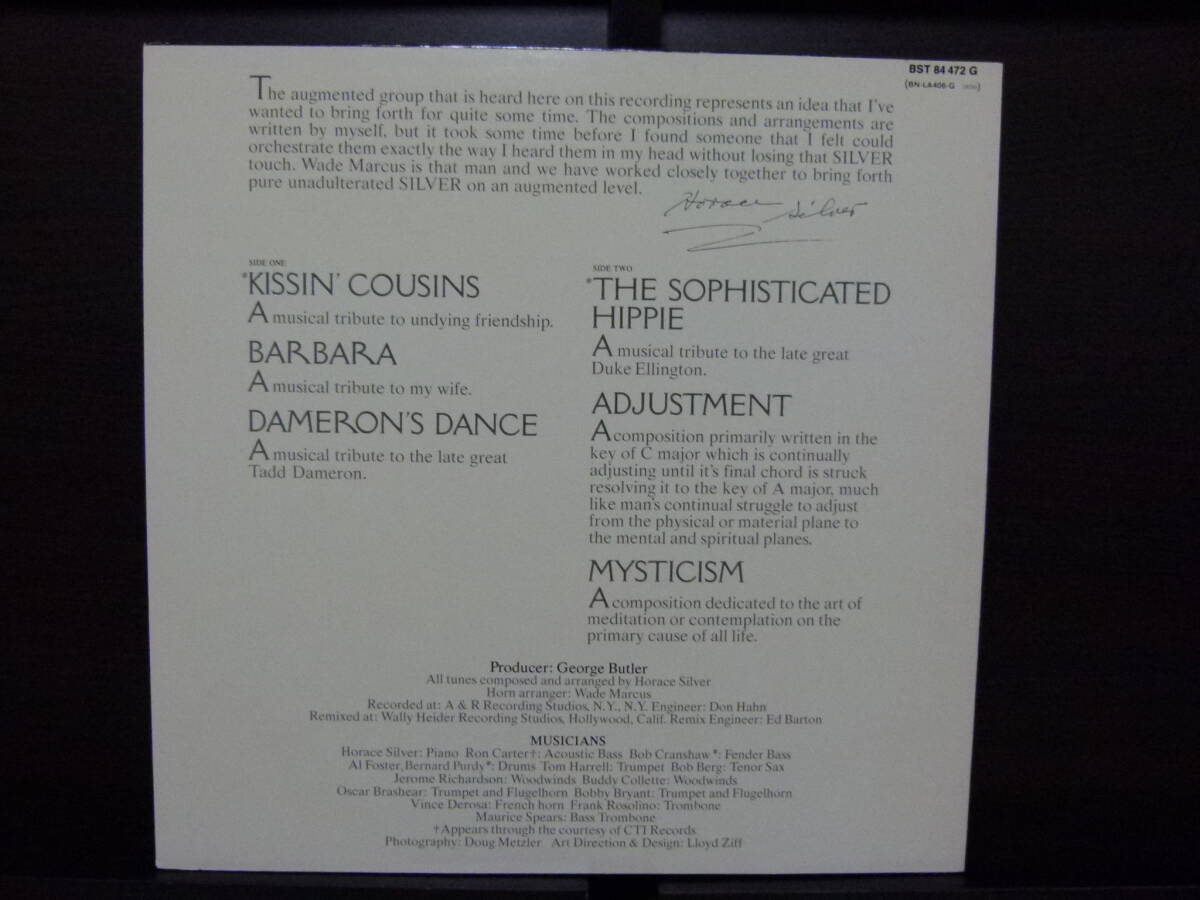 BST 84 472 G
(BN-LA406-G)
The augmented group that is heard here on this recording represents an idea that I've
wanted to bring forth for quite some time. The compositions and arrangements are
written by myself, but it took some time before I found someone that I felt could
orchestrate them exactly the way I heard them in my head without losing that SILVER
touch. Wade Marcus is that man and we have worked closely together to bring forth
pure unadulterated SILVER on an augmented level.
Horace Silver
SIDE ONE
*KISSIN' COUSINS
A musical tribute to undying friendship.
BARBARA
A musical tribute to my wife.
DAMERON'S DANCE
A musical tribute to the late great
Tadd Dameron.
SIDE TWO
*THE SOPHISTICATED
HIPPIE
A musical tribute to the late great
Duke Ellington.
ADJUSTMENT
A composition primarily written in the
key of C major which is continually
adjusting until it's final chord is struck
resolving it to the key of A major, much
like man's continual struggle to adjust
from the physical or material plane to
the mental and spiritual planes.
MYSTICISM
A composition dedicated to the art of
meditation or contemplation on the
primary cause of all life.
Producer: George Butler
All tunes composed and arranged by Horace Silver
Horn arranger: Wade Marcus
Recorded at: A & R Recording Studios, N.Y., N.Y. Engineer: Don Hahn
Remixed at: Wally Heider Recording Studios, Hollywood, Calif. Remix Engineer: Ed Barton
MUSICIANS
Horace Silver: Piano Ron Carter†: Acoustic Bass Bob Cranshaw*: Fender Bass
Al Foster, Bernard Purdy*: Drums Tom Harrell: Trumpet Bob Berg: Tenor Sax
Jerome Richardson: Woodwinds Buddy Collette: Woodwinds
Oscar Brashear: Trumpet and Flugelhorn Bobby Bryant: Trumpet and Flugelhorn
Vince Derosa: French horn Frank Rosolino: Trombone
Maurice Spears: Bass Trombone
†Appears through the courtesy of CTI Records
Photography: Doug Metzler Art Direction & Design: Lloyd Ziff